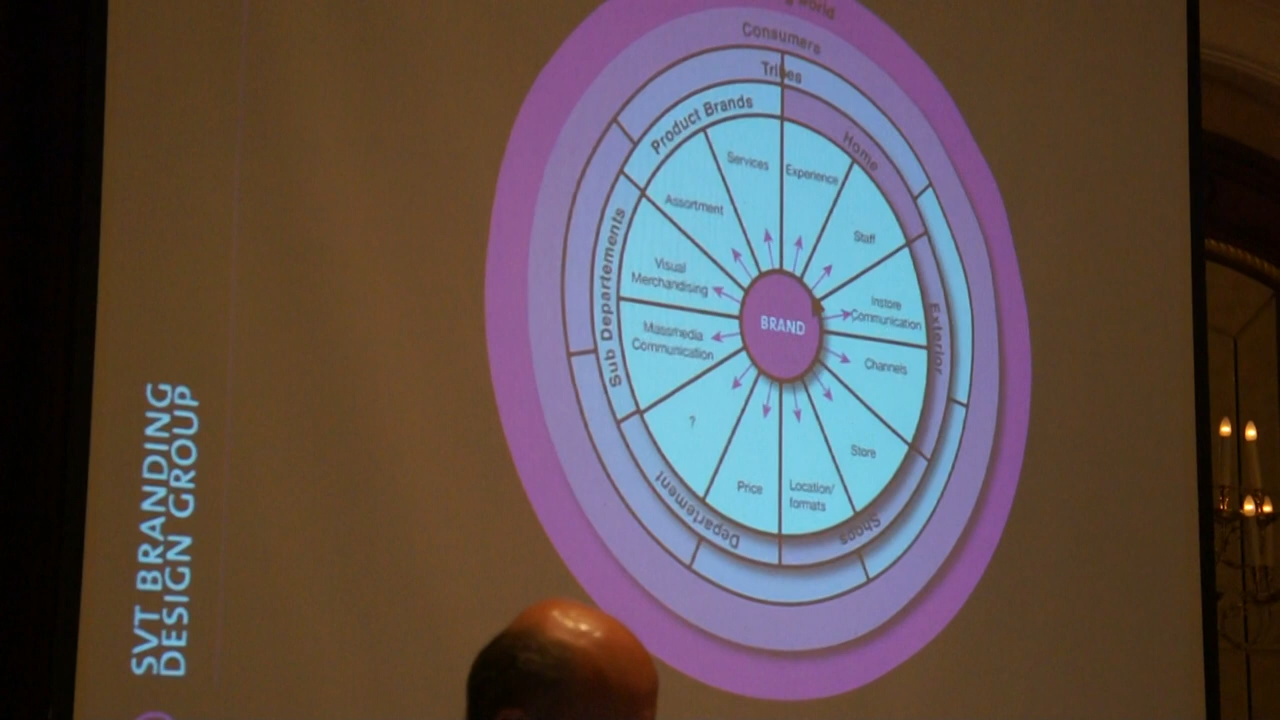 world
Consumers
Tribes
Product Brands
Home
Services
Experience
Assortment
Staff
Visual
Merchandising
Instore
Communication
Exterior
Sub Departements
BRAND
Massmedia
Communication
Channels
?
Store
Price
Location/
formats
Departement
Shops
SVT BRANDING
DESIGN GROUP